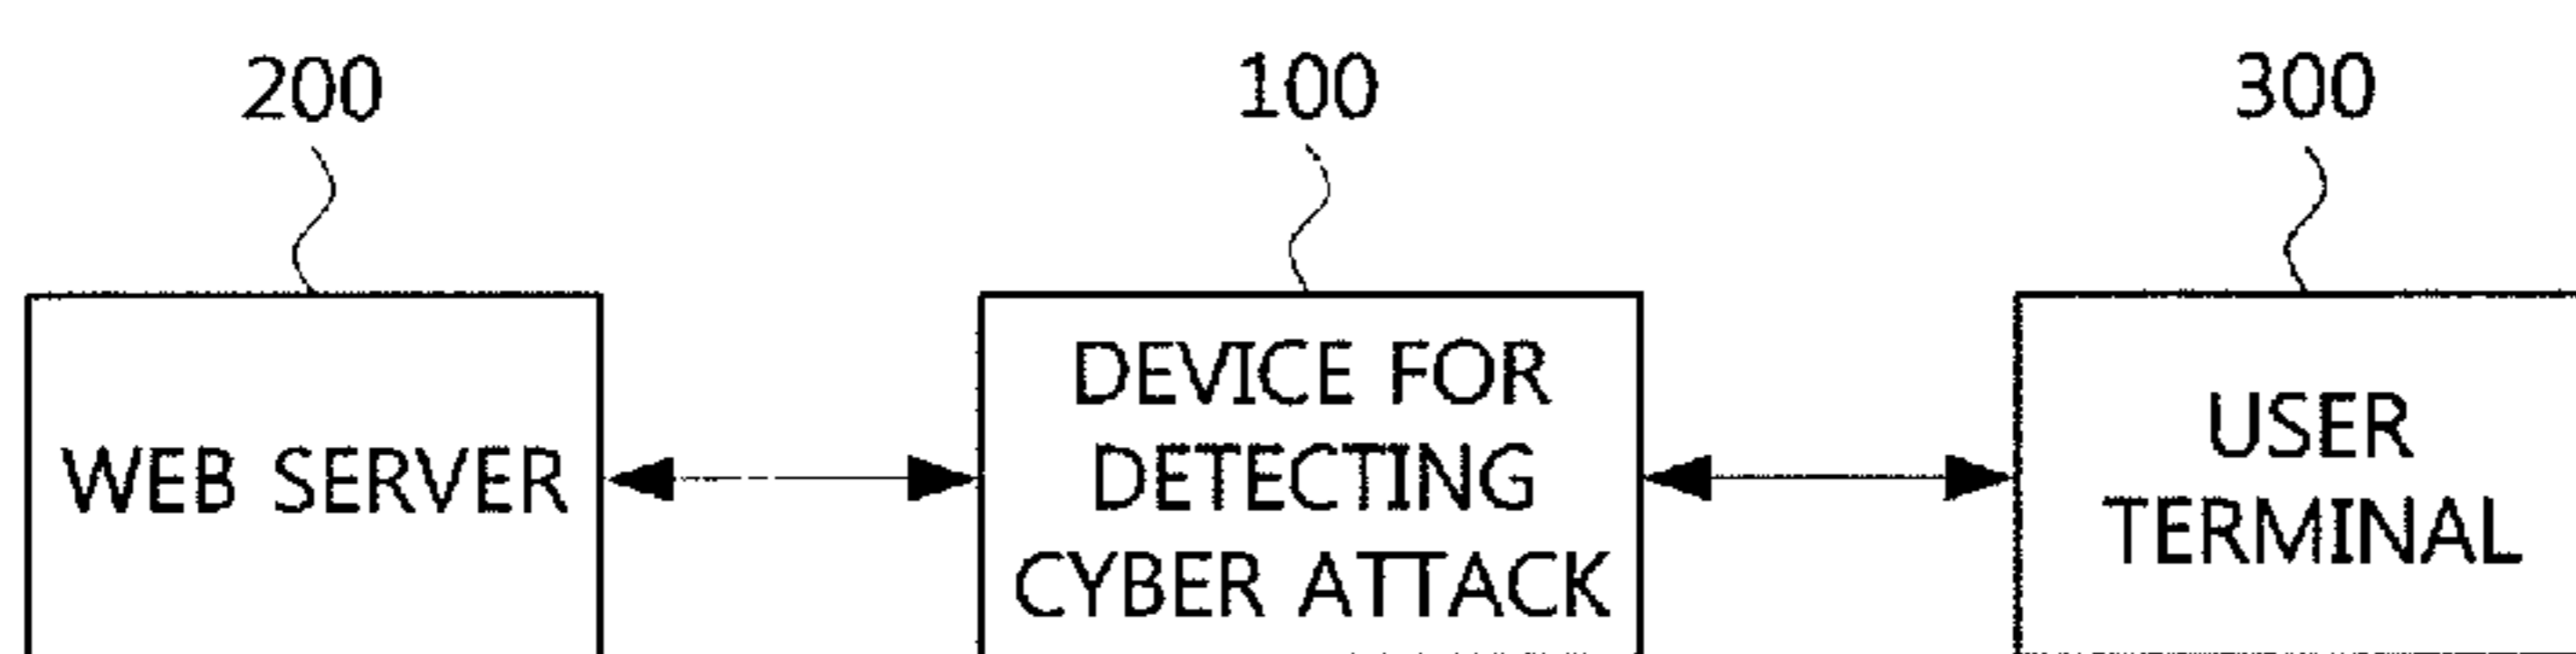 200
100
300
WEB SERVER
DEVICE FOR
DETECTING
CYBER ATTACK
USER
TERMINAL